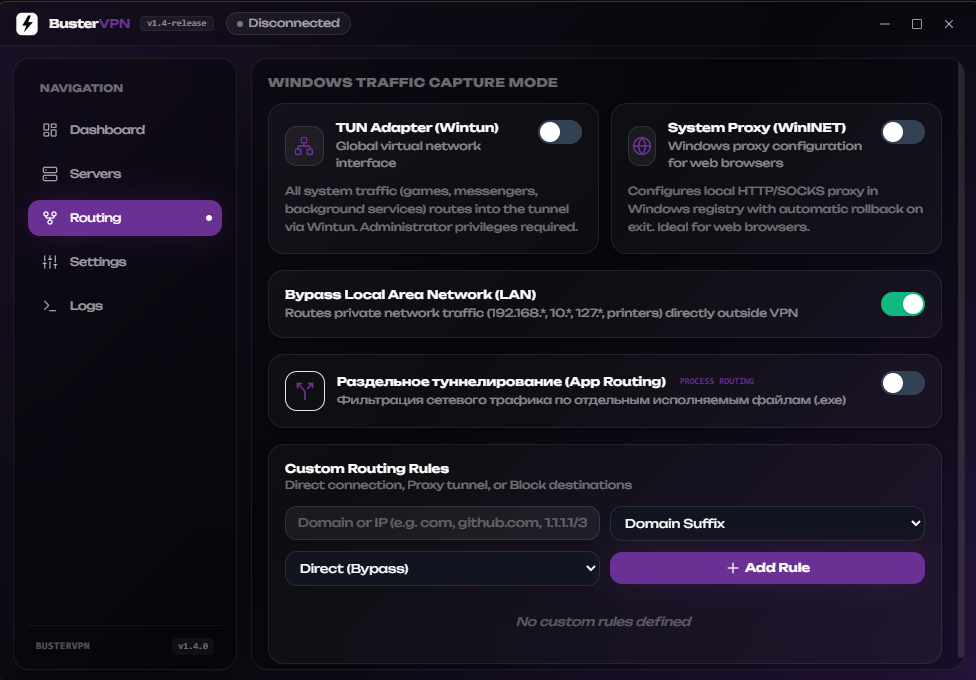 BusterVPN v1.4-release Disconnected
NAVIGATION
Dashboard
Servers
Routing
Settings
Logs
BUSTERVPN v1.4.0
WINDOWS TRAFFIC CAPTURE MODE
TUN Adapter (Wintun)
Global virtual network
interface
All system traffic (games, messengers,
background services) routes into the tunnel
via Wintun. Administrator privileges required.
System Proxy (WinINET)
Windows proxy configuration
for web browsers
Configures local HTTP/SOCKS proxy in
Windows registry with automatic rollback on
exit. Ideal for web browsers.
Bypass Local Area Network (LAN)
Routes private network traffic (192.168.*, 10.*, 127.*, printers) directly outside VPN
Раздельное туннелирование (App Routing) PROCESS ROUTING
Фильтрация сетевого трафика по отдельным исполняемым файлам (.exe)
Custom Routing Rules
Direct connection, Proxy tunnel, or Block destinations
Domain or IP (e.g. com, github.com, 1.1.1.1/3
Domain Suffix
Direct (Bypass)
+ Add Rule
No custom rules defined